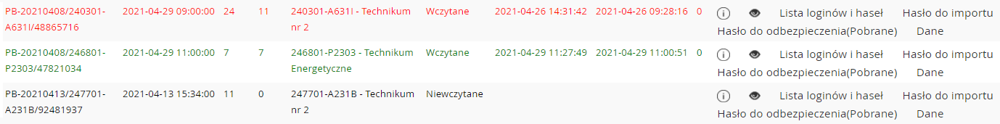 PB-20210408/240301- 2021-04-29 09:00:00 24 11 240301-A631I - Technikum Wczytane 2021-04-26 14:31:42 2021-04-26 09:28:16 0 Lista loginów i haseł Hasło do importu
A631I/48865716 nr 2 Hasło do odbezpieczenia(Pobrane) Dane
PB-20210408/246801- 2021-04-29 11:00:00 7 7 246801-P2303 - Technikum Wczytane 2021-04-29 11:27:49 2021-04-29 11:00:51 0 Lista loginów i haseł Hasło do importu
P2303/47821034 Energetyczne Hasło do odbezpieczenia(Pobrane) Dane
PB-20210413/247701- 2021-04-13 15:34:00 11 0 247701-A231B - Technikum Niewczytane Lista loginów i haseł Hasło do importu
A231B/92481937 nr 2 Hasło do odbezpieczenia(Pobrane) Dane